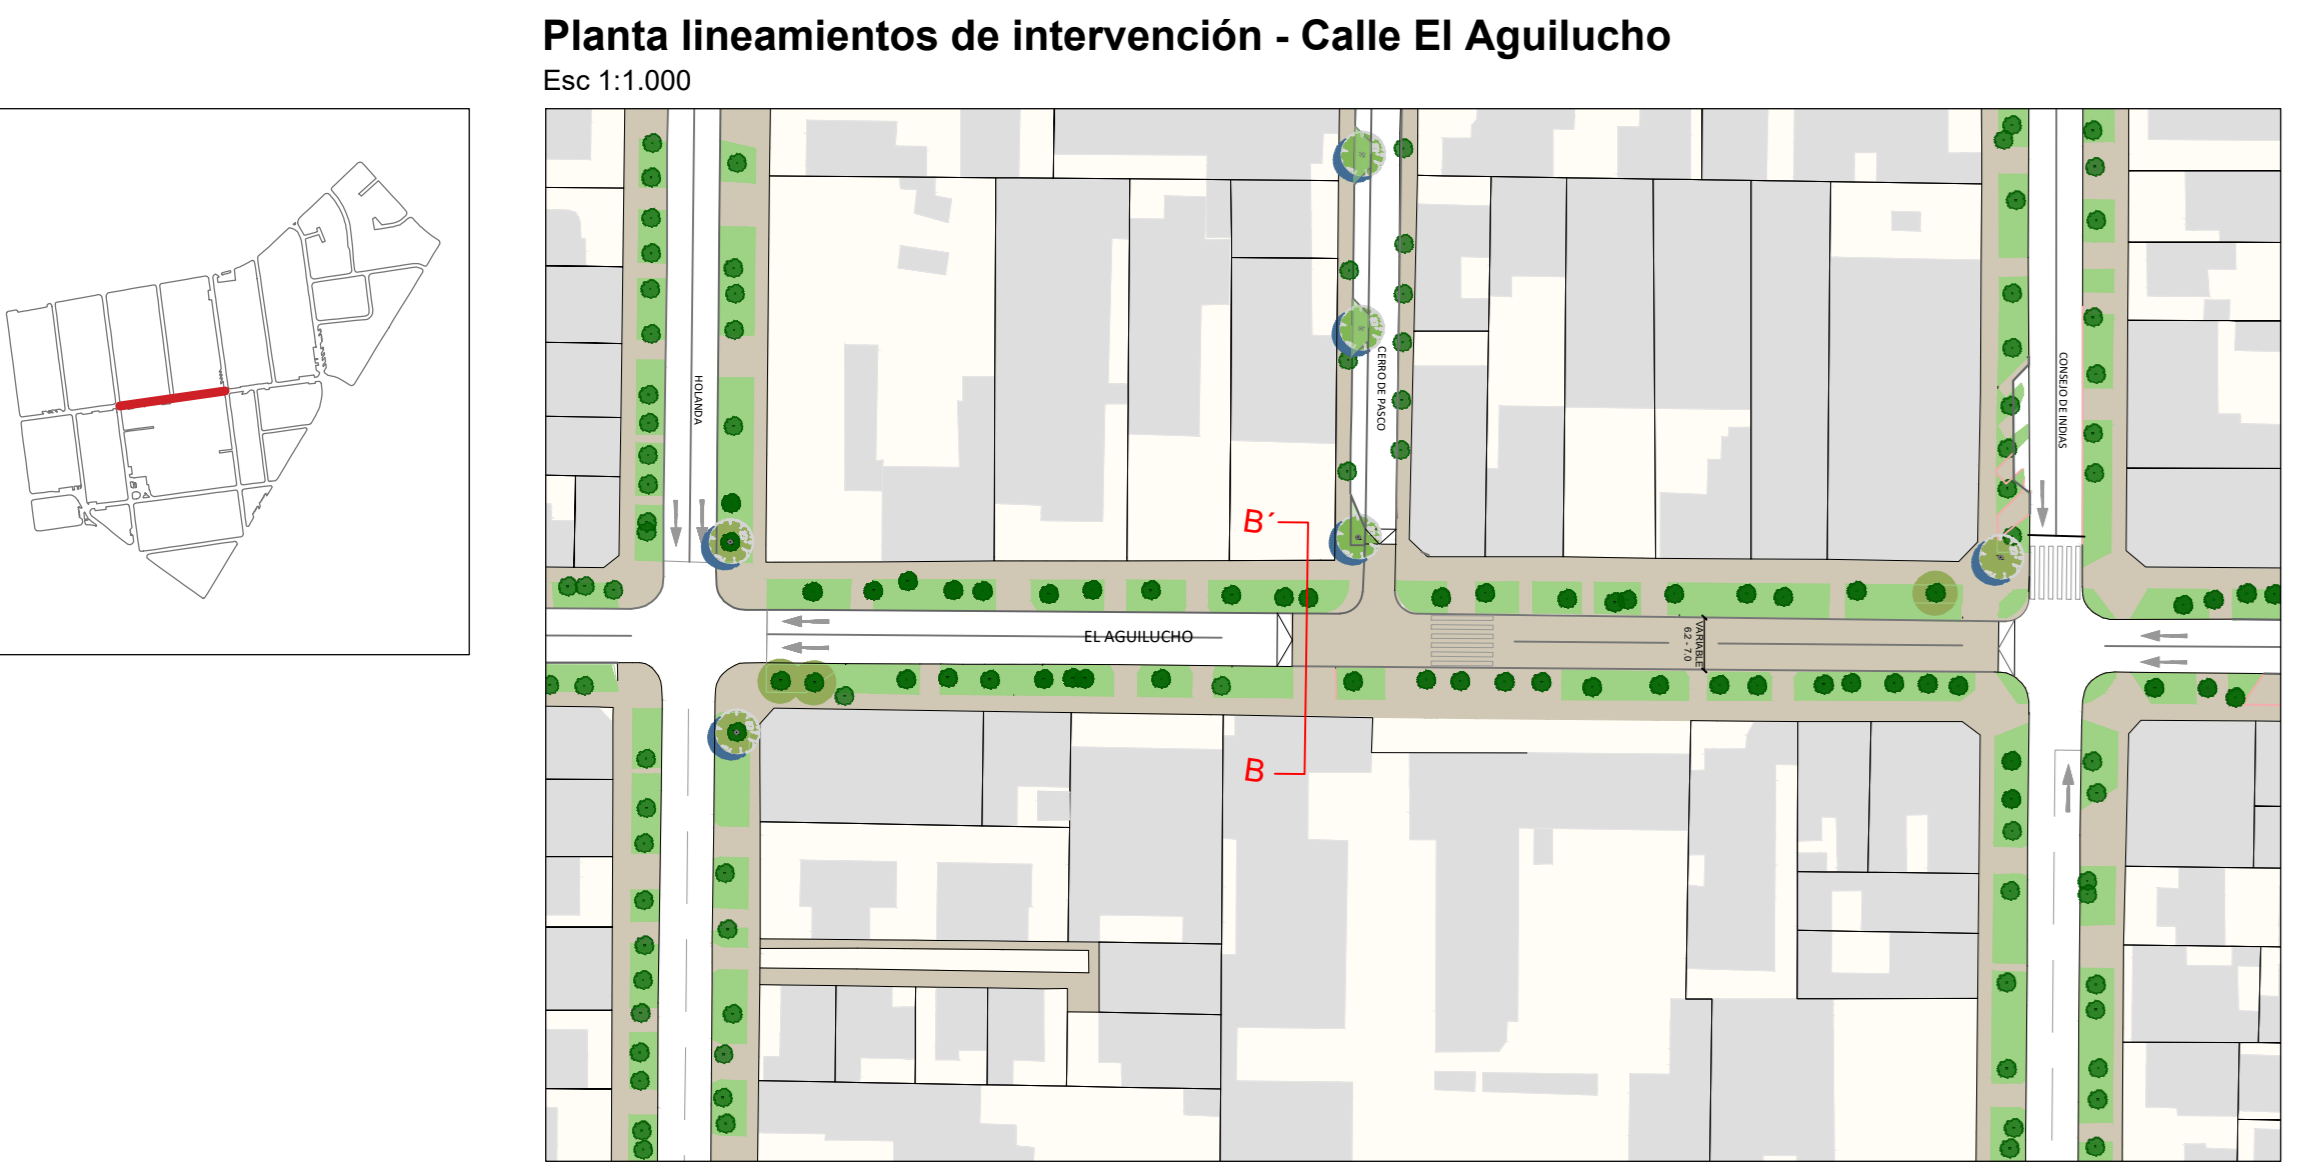 Planta lineamientos de intervención - Calle El Aguilucho
Esc 1:1.000
HOLANDA
CERRO DE PASCO
CONSEJO DE INDIAS
B´
EL AGUILUCHO
VARIABLE
6.2 - 7.0
B